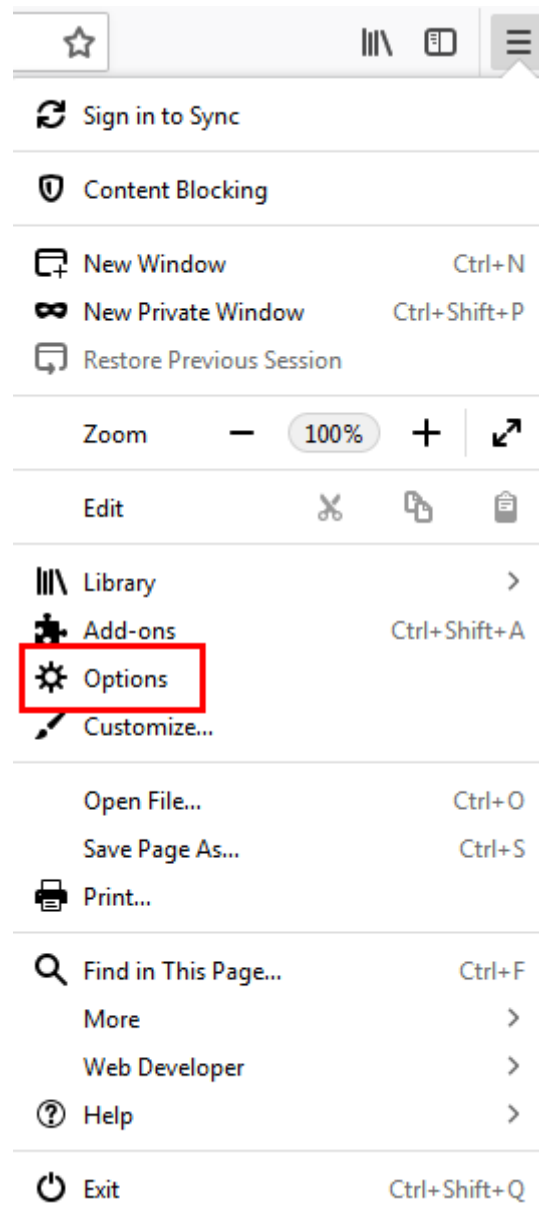 Sign in to Sync
Content Blocking
New Window Ctrl+N
New Private Window Ctrl+Shift+P
Restore Previous Session
Zoom 100%
Edit
Library
Add-ons Ctrl+Shift+A
Options
Customize...
Open File... Ctrl+O
Save Page As... Ctrl+S
Print...
Find in This Page... Ctrl+F
More
Web Developer
Help
Exit Ctrl+Shift+Q